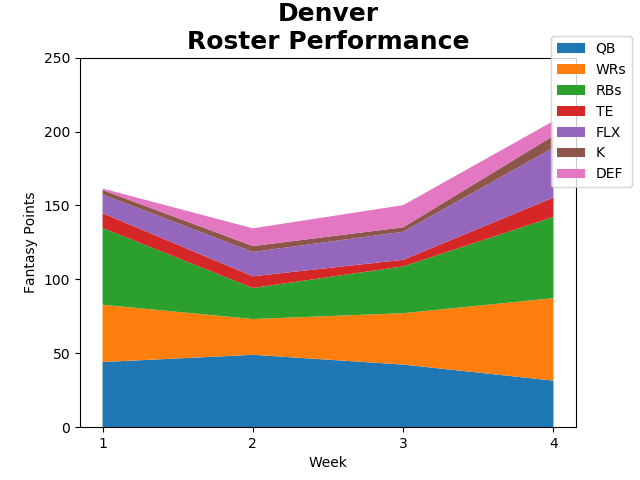 Denver
Roster Performance
250
200
150
100
50
0
Fantasy Points
1 2 3 4
Week
QB
WRs
RBs
TE
FLX
K
DEF